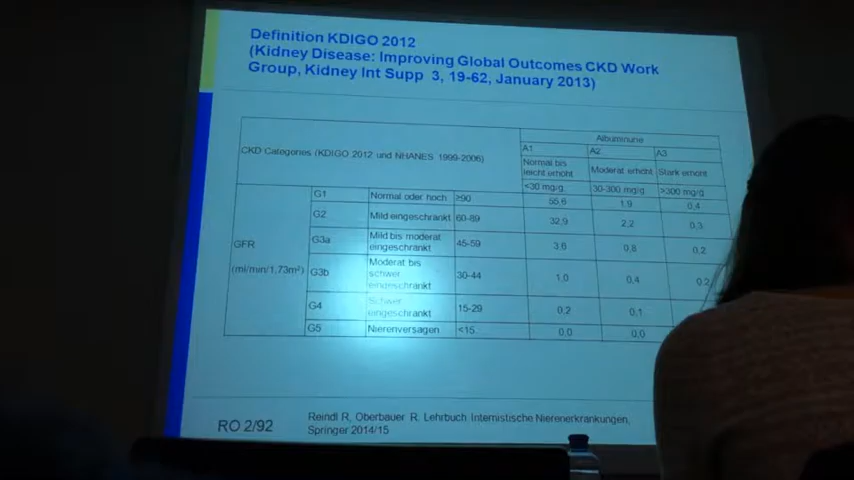 Definition KDIGO 2012
(Kidney Disease: Improving Global Outcomes CKD Work
Group, Kidney Int Supp 3, 19-62, January 2013)
CKD Categories (KDIGO 2012 und NHANES 1999-2006)
Albuminurie
A1 A2 A3
Normal bis
leicht erhöht Moderat erhöht Stark erhöht
<30 mg/g 30-300 mg/g >300 mg/g
GFR
(ml/min/1,73m²)
G1 Normal oder hoch ≥90 55,6 1,9 0,4
G2 Mild eingeschränkt 60-89 32,9 2,2 0,3
G3a Mild bis moderat
eingeschränkt 45-59 3,6 0,8 0,2
G3b Moderat bis
schwer
eingeschränkt 30-44 1,0 0,4 0,2
G4 Schwer
eingeschränkt 15-29 0,2 0,1
G5 Nierenversagen <15 0,0 0,0
RO 2/92
Reindl R, Oberbauer R. Lehrbuch Internistische Nierenerkrankungen,
Springer 2014/15